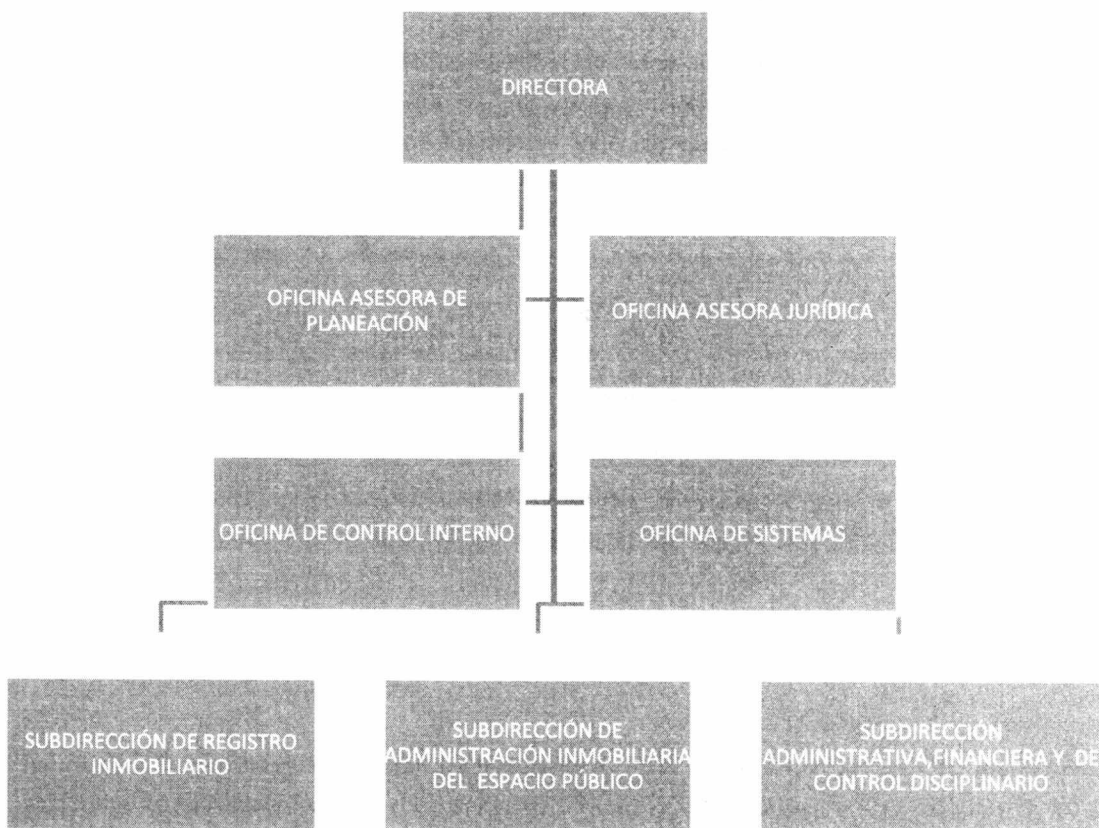 DIRECTORA
OFICINA ASESORA DE
PLANEACIÓN
OFICINA ASESORA JURÍDICA
OFICINA DE CONTROL INTERNO
OFICINA DE SISTEMAS
SUBDIRECCIÓN DE REGISTRO
INMOBILIARIO
SUBDIRECCIÓN DE
ADMINISTRACIÓN INMOBILIARIA
DEL ESPACIO PÚBLICO
SUBDIRECCIÓN
ADMINISTRATIVA,FINANCIERA Y DE
CONTROL DISCIPLINARIO